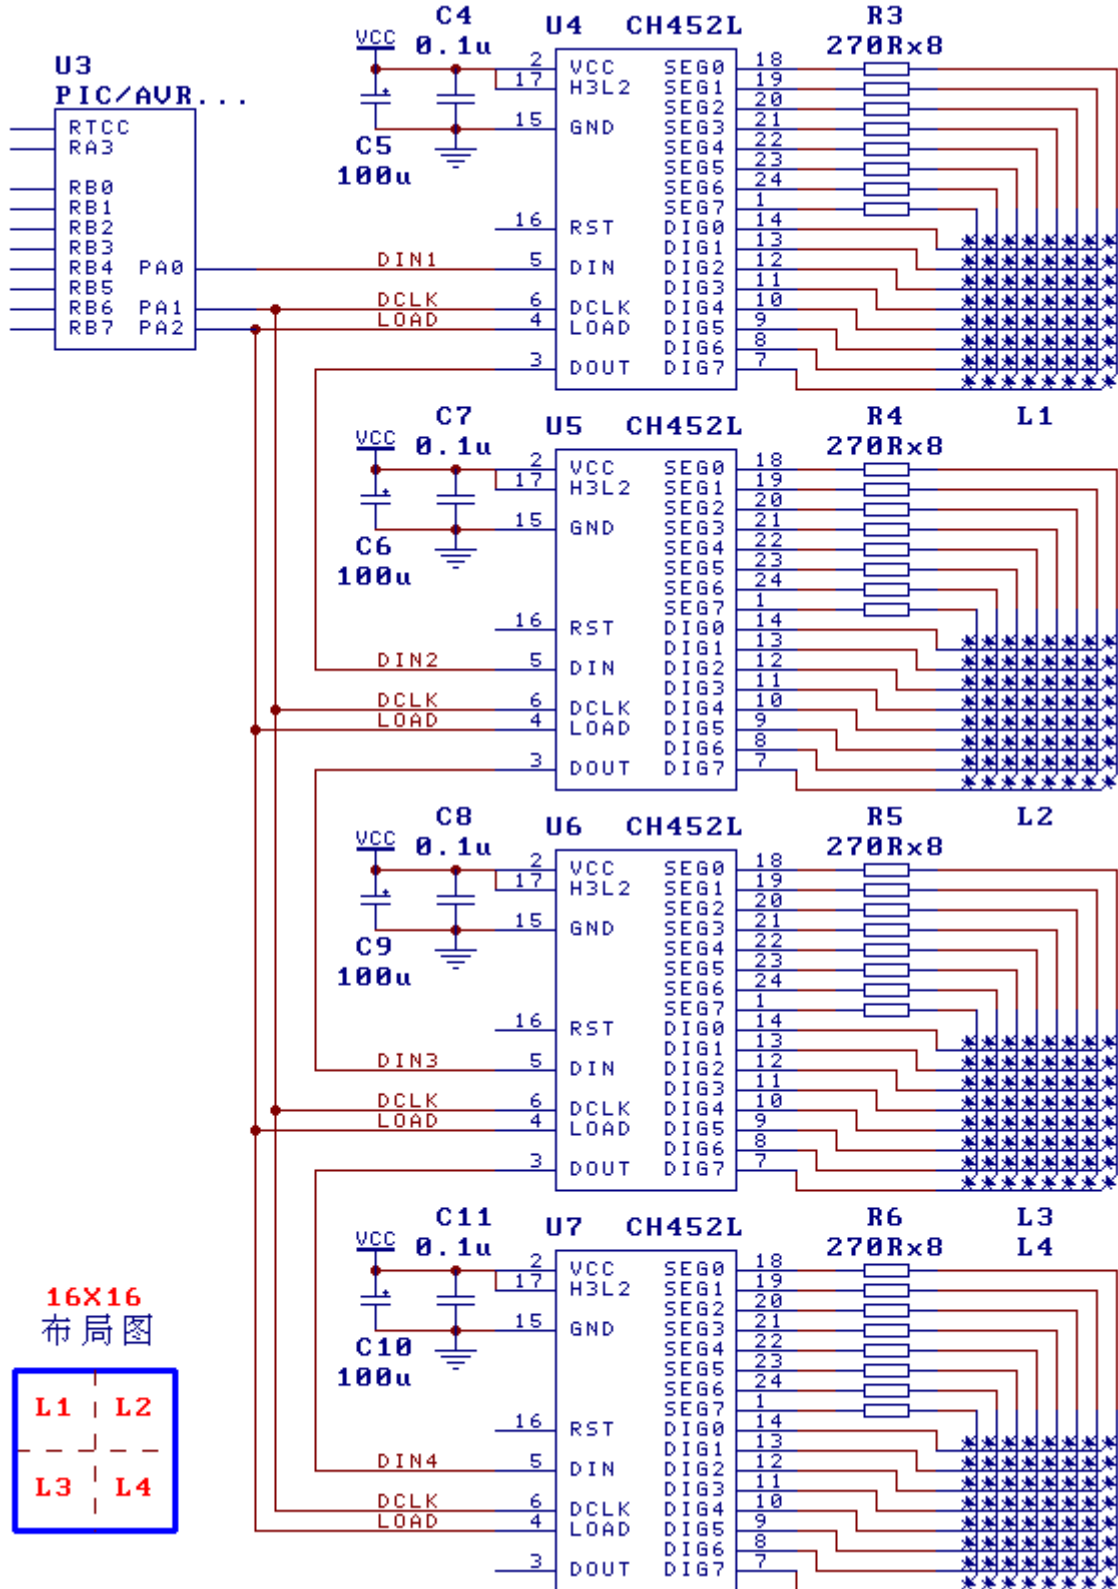 U3
PIC/AVR...
RTCC
RA3
RB0
RB1
RB2
RB3
RB4 PA0
RB5
RB6 PA1
RB7 PA2
C4
VCC 0.1u
C5
100u
U4 CH452L
2 VCC SEG0 18
17 H3L2 SEG1 19
SEG2 20
15 GND SEG3 21
SEG4 22
SEG5 23
SEG6 24
SEG7 1
16 RST DIG0 14
DIG1 13
DIN1 5 DIN DIG2 12
DIG3 11
DCLK 6 DCLK DIG4 10
LOAD 4 LOAD DIG5 9
DIG6 8
3 DOUT DIG7 7
R3
270Rx8
L1
C7
VCC 0.1u
C6
100u
U5 CH452L
2 VCC SEG0 18
17 H3L2 SEG1 19
SEG2 20
15 GND SEG3 21
SEG4 22
SEG5 23
SEG6 24
SEG7 1
16 RST DIG0 14
DIG1 13
DIN2 5 DIN DIG2 12
DIG3 11
DCLK 6 DCLK DIG4 10
LOAD 4 LOAD DIG5 9
DIG6 8
3 DOUT DIG7 7
R4
270Rx8
L2
C8
VCC 0.1u
C9
100u
U6 CH452L
2 VCC SEG0 18
17 H3L2 SEG1 19
SEG2 20
15 GND SEG3 21
SEG4 22
SEG5 23
SEG6 24
SEG7 1
16 RST DIG0 14
DIG1 13
DIN3 5 DIN DIG2 12
DIG3 11
DCLK 6 DCLK DIG4 10
LOAD 4 LOAD DIG5 9
DIG6 8
3 DOUT DIG7 7
R5
270Rx8
L3
C11
VCC 0.1u
C10
100u
U7 CH452L
2 VCC SEG0 18
17 H3L2 SEG1 19
SEG2 20
15 GND SEG3 21
SEG4 22
SEG5 23
SEG6 24
SEG7 1
16 RST DIG0 14
DIG1 13
DIN4 5 DIN DIG2 12
DIG3 11
DCLK 6 DCLK DIG4 10
LOAD 4 LOAD DIG5 9
DIG6 8
3 DOUT DIG7 7
R6
270Rx8
L4
16X16
布局图
L1 L2
L3 L4